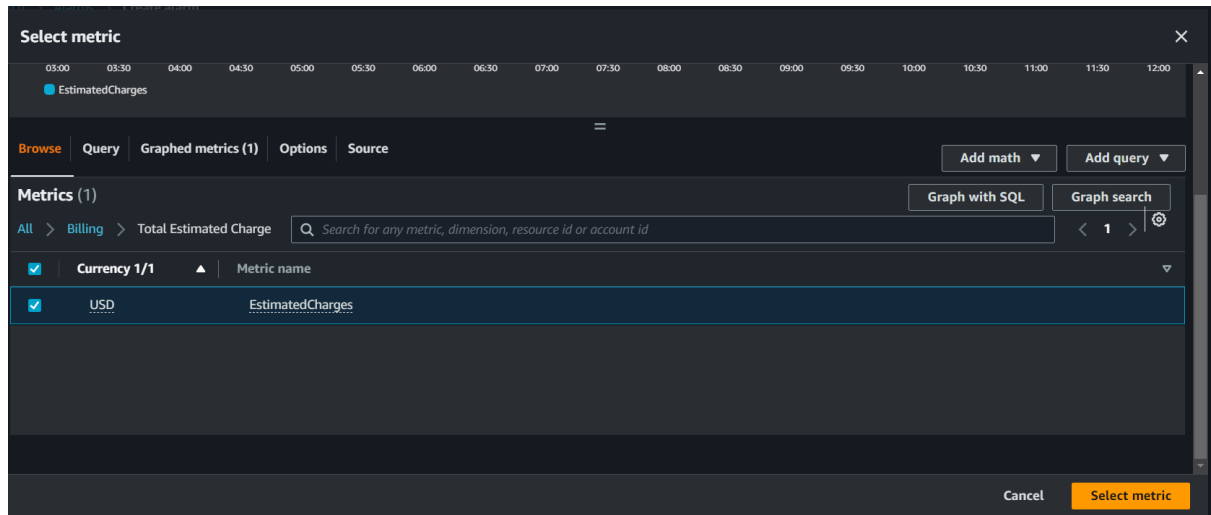 Select metric
03:00 03:30 04:00 04:30 05:00 05:30 06:00 06:30 07:00 07:30 08:00 08:30 09:00 09:30 10:00 10:30 11:00 11:30 12:00
EstimatedCharges
Browse Query Graphed metrics (1) Options Source
Add math Add query
Metrics (1)
Graph with SQL Graph search
All > Billing > Total Estimated Charge Search for any metric, dimension, resource id or account id < 1 >
Currency 1/1 Metric name
USD EstimatedCharges
Cancel Select metric